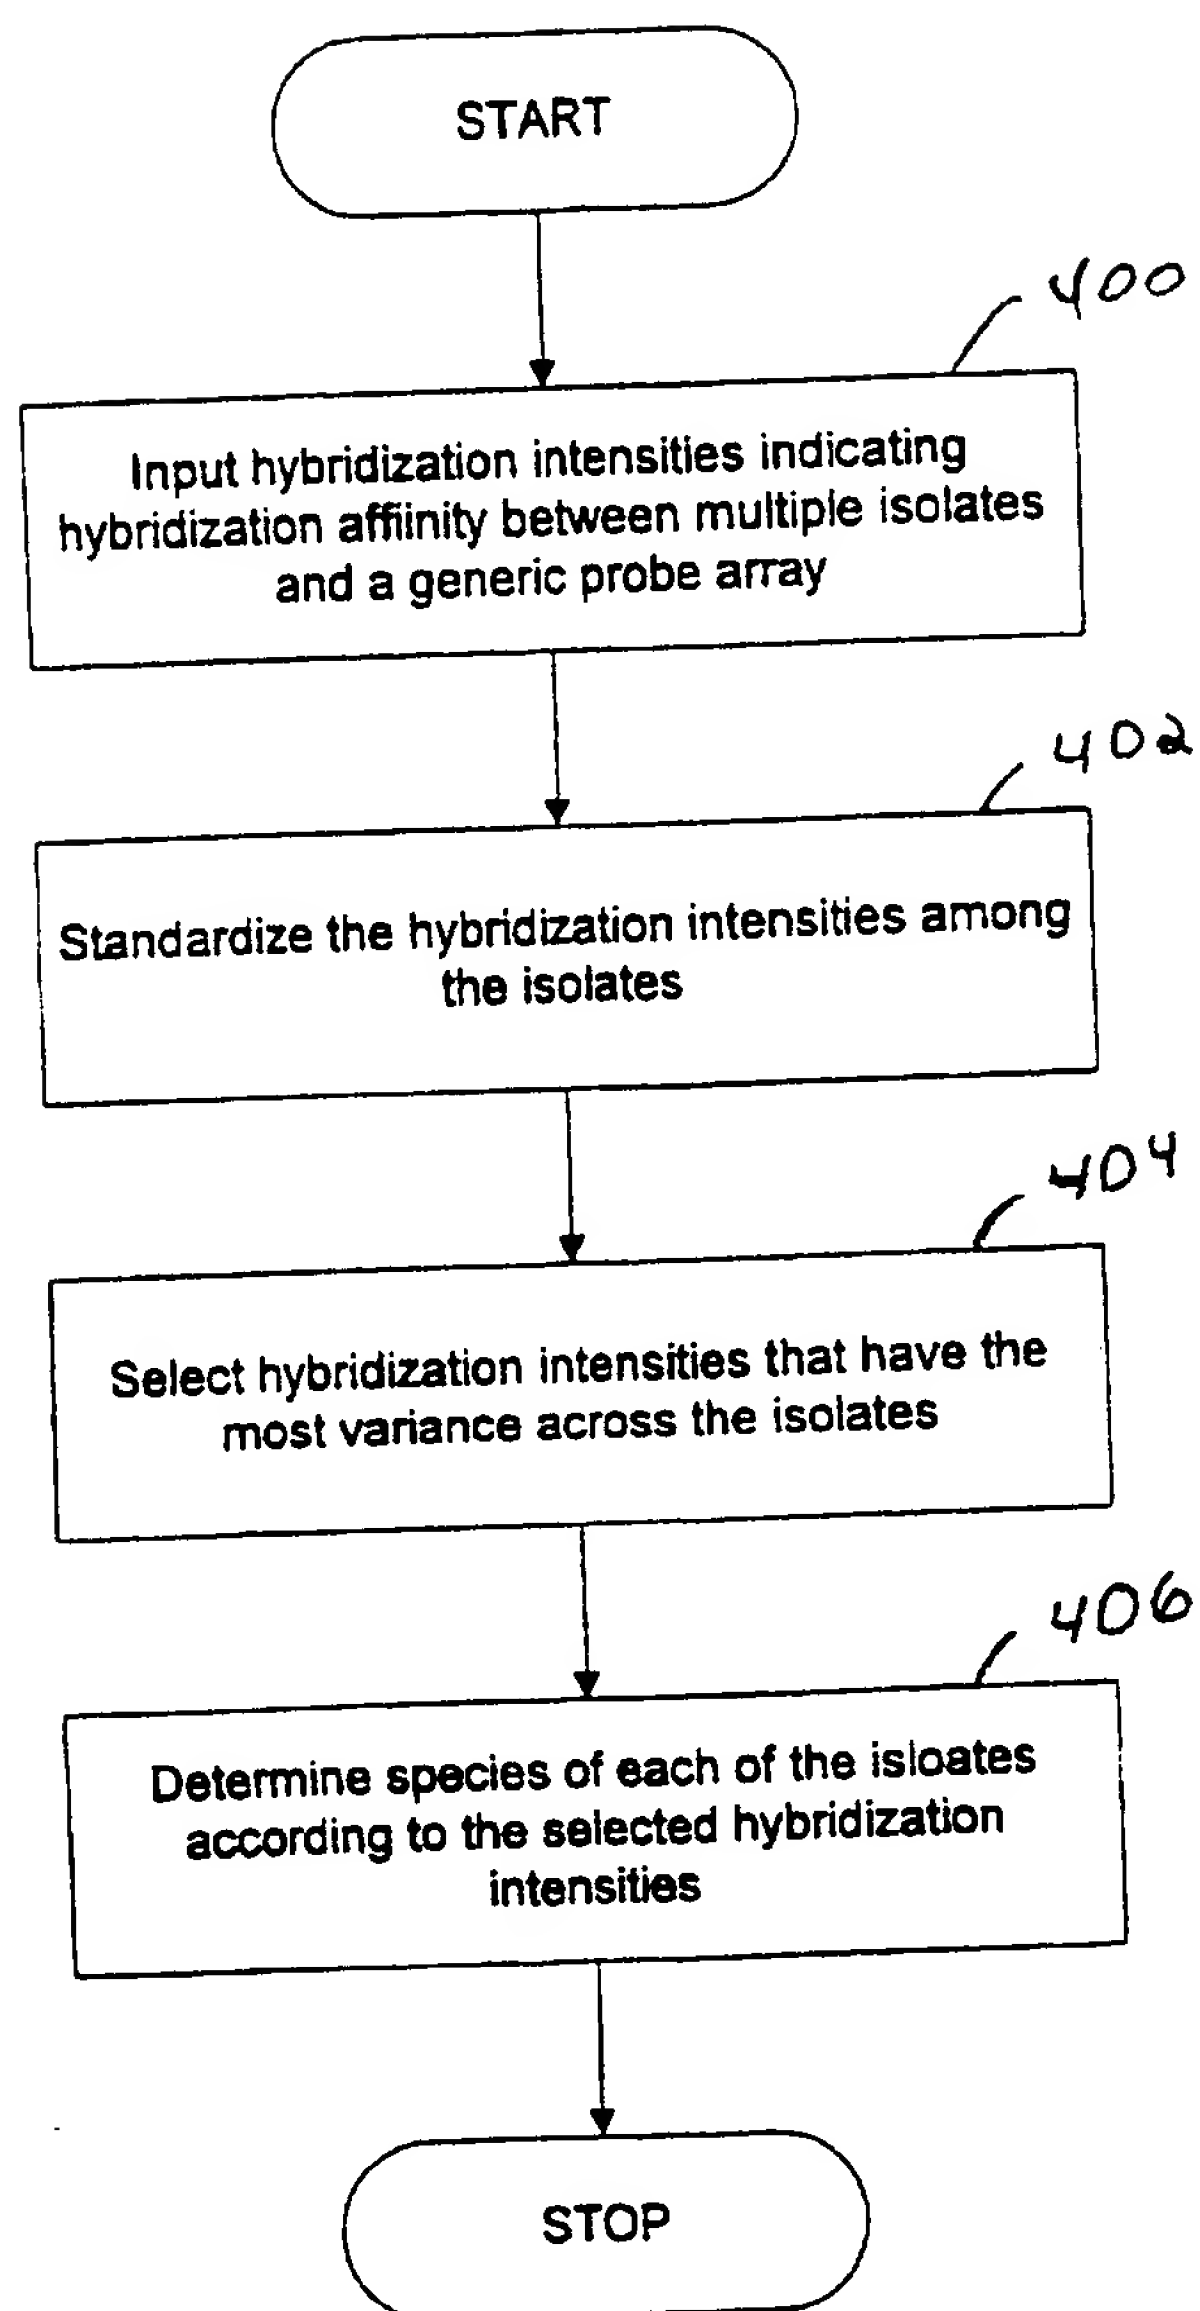 START
400
Input hybridization intensities indicating
hybridization affiinity between multiple isolates
and a generic probe array
402
Standardize the hybridization intensities among
the isolates
404
Select hybridization intensities that have the
most variance across the isolates
406
Determine species of each of the isloates
according to the selected hybridization
intensities
STOP